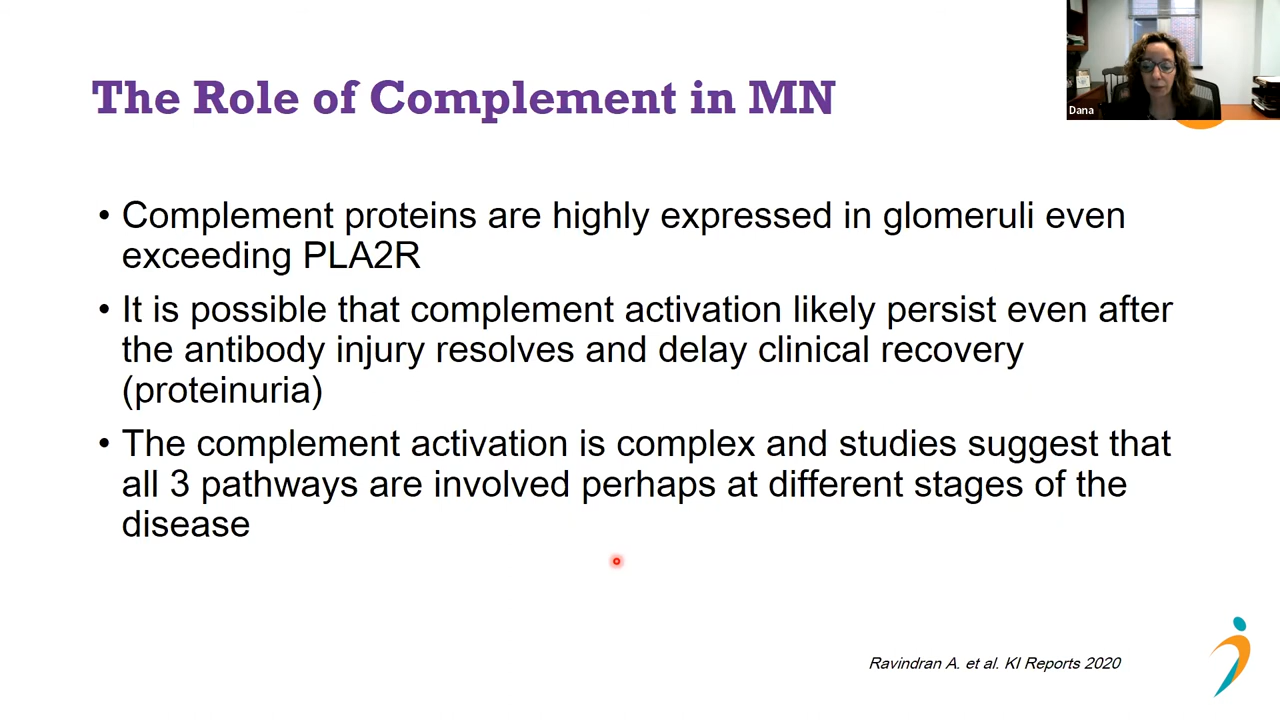 The Role of Complement in MN
Dana
• Complement proteins are highly expressed in glomeruli even
exceeding PLA2R
• It is possible that complement activation likely persist even after
the antibody injury resolves and delay clinical recovery
(proteinuria)
• The complement activation is complex and studies suggest that
all 3 pathways are involved perhaps at different stages of the
disease
Ravindran A. et al. KI Reports 2020